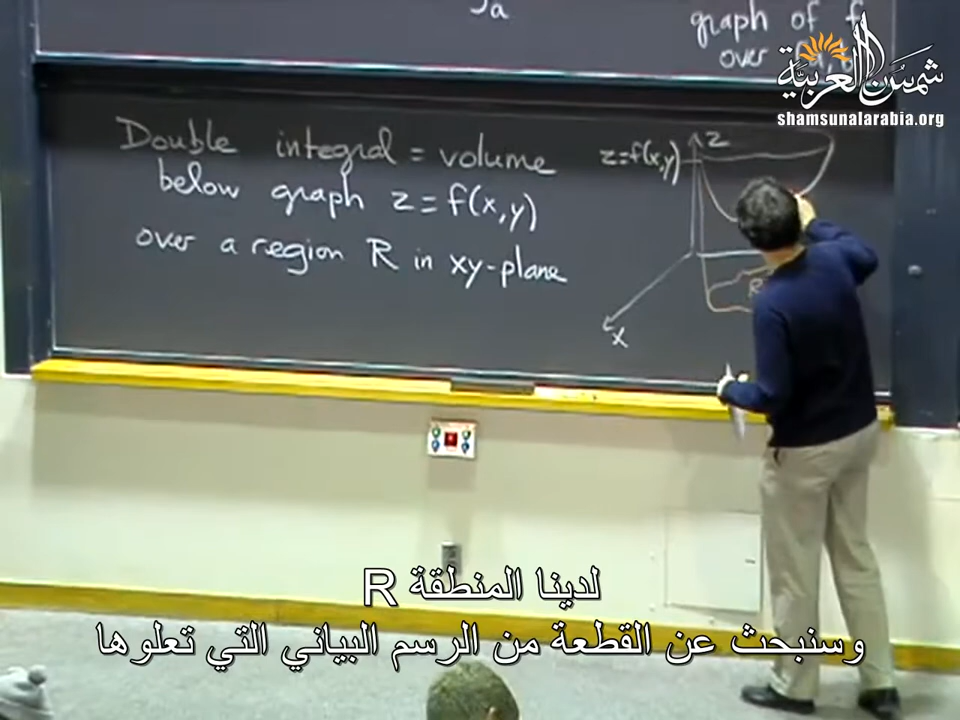 ∫a
graph of f
over
شمس العربية
shamsunalarabia.org
Double integral = volume
below graph z=f(x,y)
over a region R in xy-plane
z=f(x,y)
z
R
x
لدينا المنطقة R
وسنبحث عن القطعة من الرسم البياني التي تعلوها